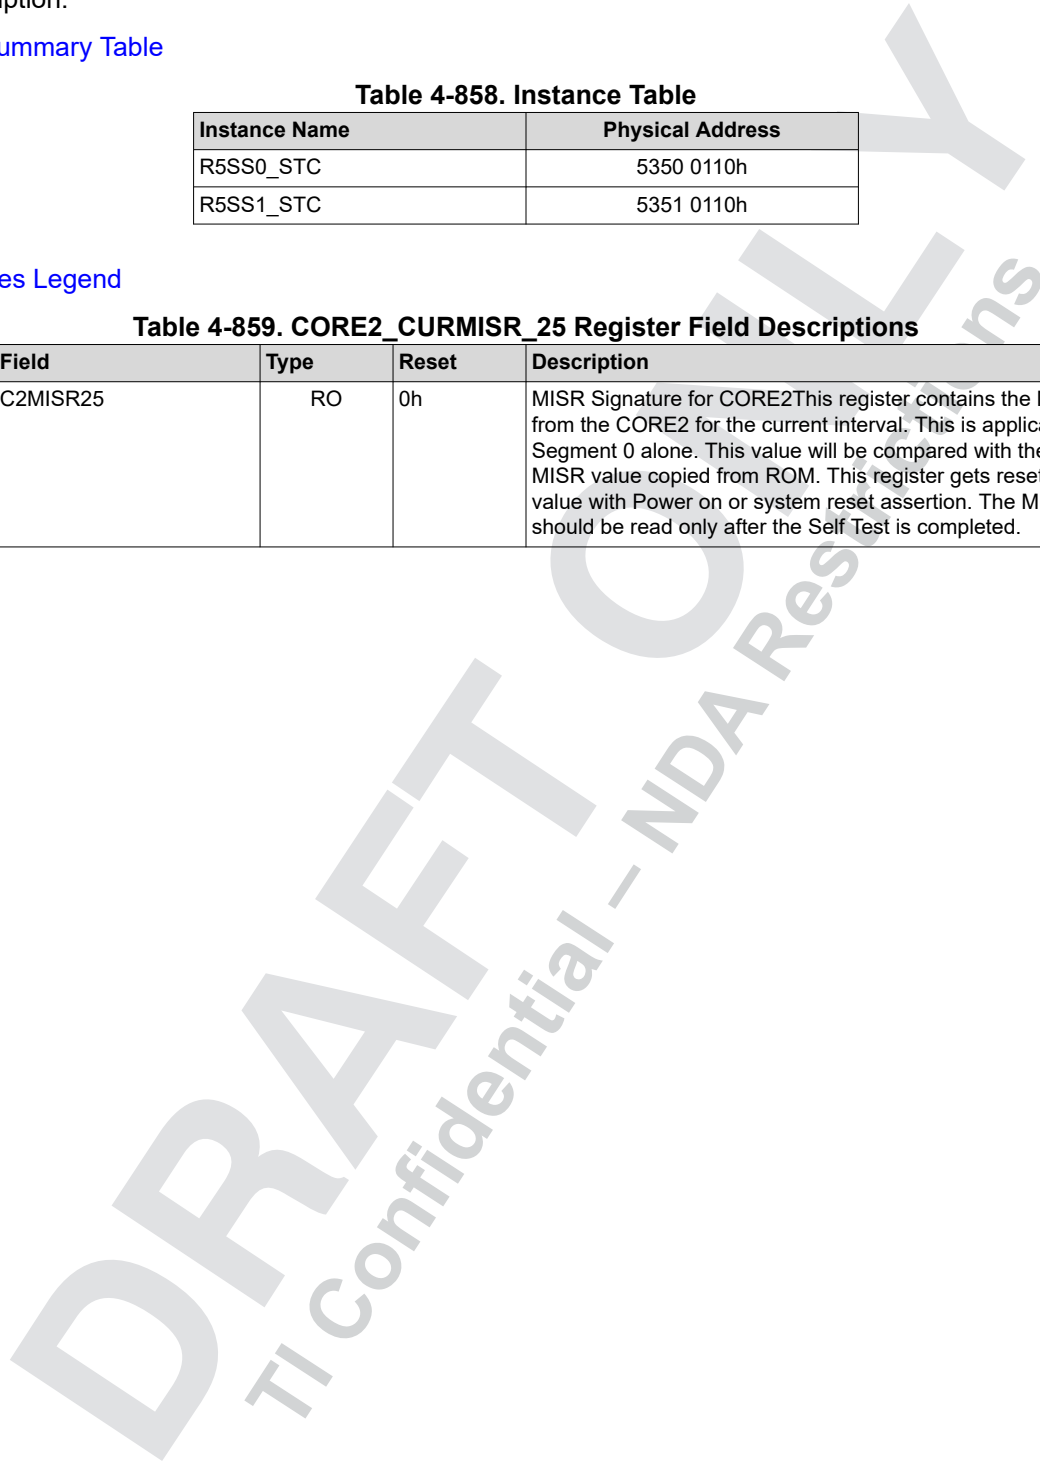 ption.
ummary Table
Table 4-858. Instance Table
Instance Name Physical Address
R5SS0_STC 5350 0110h
R5SS1_STC 5351 0110h
es Legend
Table 4-859. CORE2_CURMISR_25 Register Field Descriptions
Field Type Reset Description
C2MISR25 RO 0h MISR Signature for CORE2This register contains the
from the CORE2 for the current interval. This is applica
Segment 0 alone. This value will be compared with the
MISR value copied from ROM. This register gets reset
value with Power on or system reset assertion. The M
should be read only after the Self Test is completed.
DRAFT ONLY
TI Confidential – NDA Restrictions